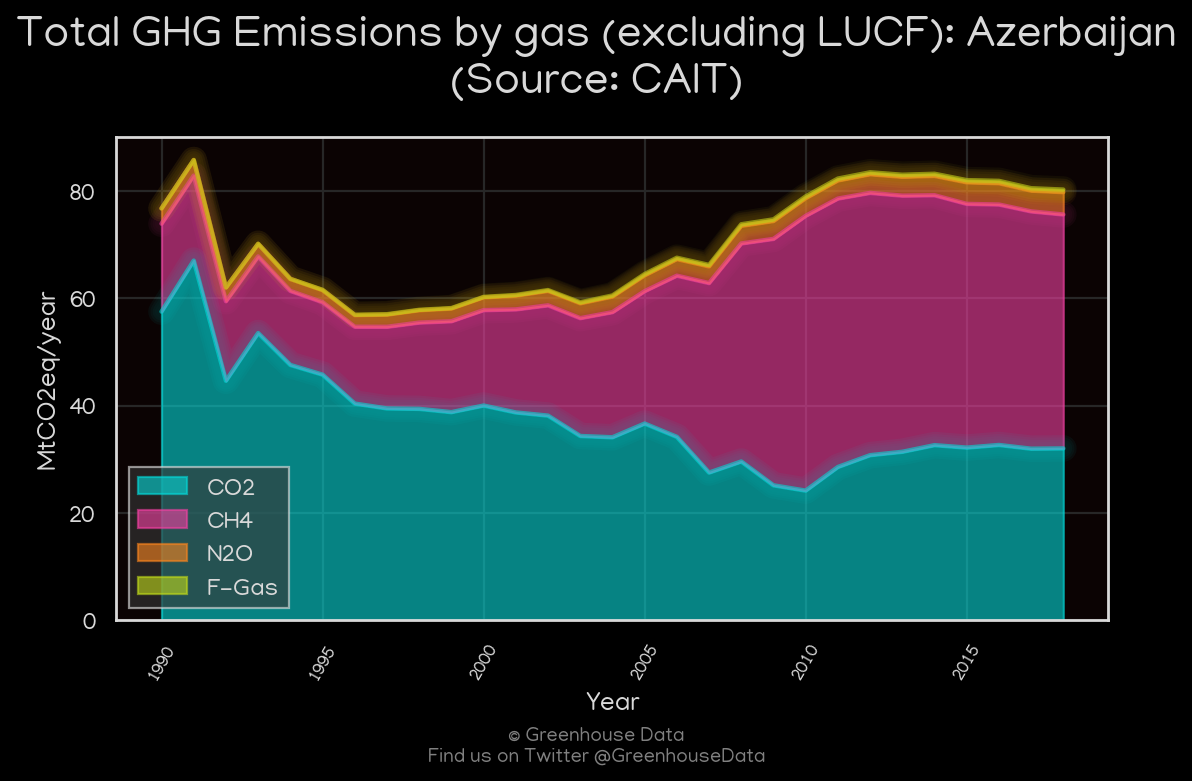 Total GHG Emissions by gas (excluding LUCF): Azerbaijan
(Source: CAIT)
MtCO2eq/year
80
60
40
20
0
CO2
CH4
N2O
F-Gas
1990
1995
2000
2005
2010
2015
Year
© Greenhouse Data
Find us on Twitter @GreenhouseData